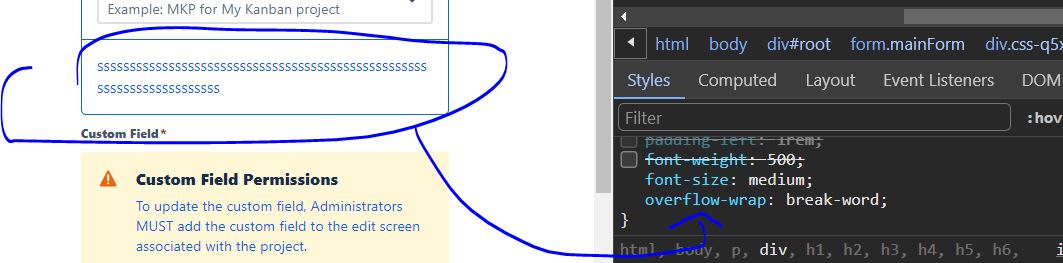 Example: MKP for My Kanban project
sssssssssssssssssssssssssssssssssssssssssssssssssssssssssss
ssssssssssssssssssssss
Custom Field*
Custom Field Permissions
To update the custom field, Administrators
MUST add the custom field to the edit screen
associated with the project.
html body div#root form.mainForm div.css-q5x
Styles Computed Layout Event Listeners DOM
Filter :hov
padding-left: 1rem;
font-weight: 500;
font-size: medium;
overflow-wrap: break-word;
}
html, body, p, div, h1, h2, h3, h4, h5, h6, i